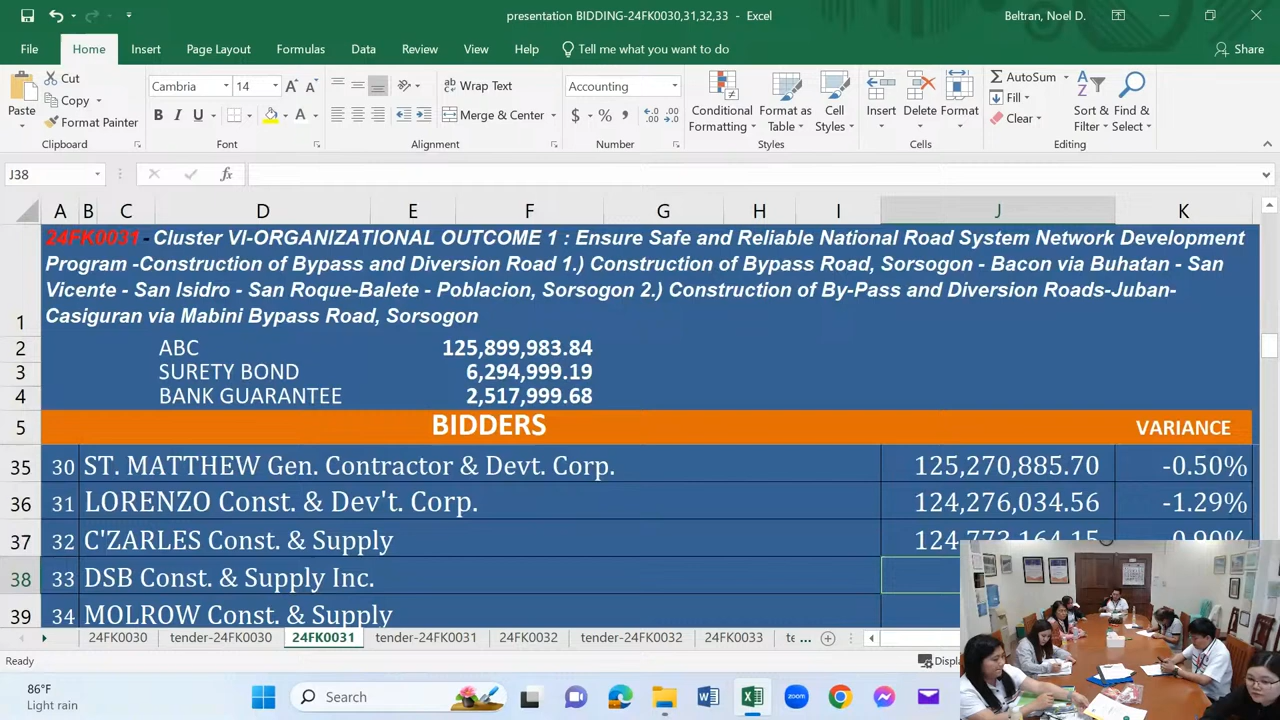 presentation BIDDING-24FK0030,31,32,33 - Excel
Beltran, Noel D.
File Home Insert Page Layout Formulas Data Review View Help Tell me what you want to do Share
Paste
Cut
Copy
Format Painter
Clipboard
Cambria 14
B I U
Font
Wrap Text
Merge & Center
Alignment
Accounting
$ % ,
Number
Conditional Formatting
Format as Table
Cell Styles
Styles
Insert Delete Format
Cells
AutoSum
Fill
Clear
Sort & Filter
Find & Select
Editing
J38
fx
A B C D E F G H I J K
1
24FK0031 - Cluster VI-ORGANIZATIONAL OUTCOME 1 : Ensure Safe and Reliable National Road System Network Development
Program -Construction of Bypass and Diversion Road 1.) Construction of Bypass Road, Sorsogon - Bacon via Buhatan - San
Vicente - San Isidro - San Roque-Balete - Poblacion, Sorsogon 2.) Construction of By-Pass and Diversion Roads-Juban-
Casiguran via Mabini Bypass Road, Sorsogon
2 ABC 125,899,983.84
3 SURETY BOND 6,294,999.19
4 BANK GUARANTEE 2,517,999.68
5 BIDDERS VARIANCE
35 30 ST. MATTHEW Gen. Contractor & Devt. Corp. 125,270,885.70 -0.50%
36 31 LORENZO Const. & Dev't. Corp. 124,276,034.56 -1.29%
37 32 C'ZARLES Const. & Supply 124,773,164.15 -0.90%
38 33 DSB Const. & Supply Inc.
39 34 MOLROW Const. & Supply
24FK0030 tender-24FK0030 24FK0031 tender-24FK0031 24FK0032 tender-24FK0032 24FK0033 te ...
Ready
86°F
Light rain
Search
zoom